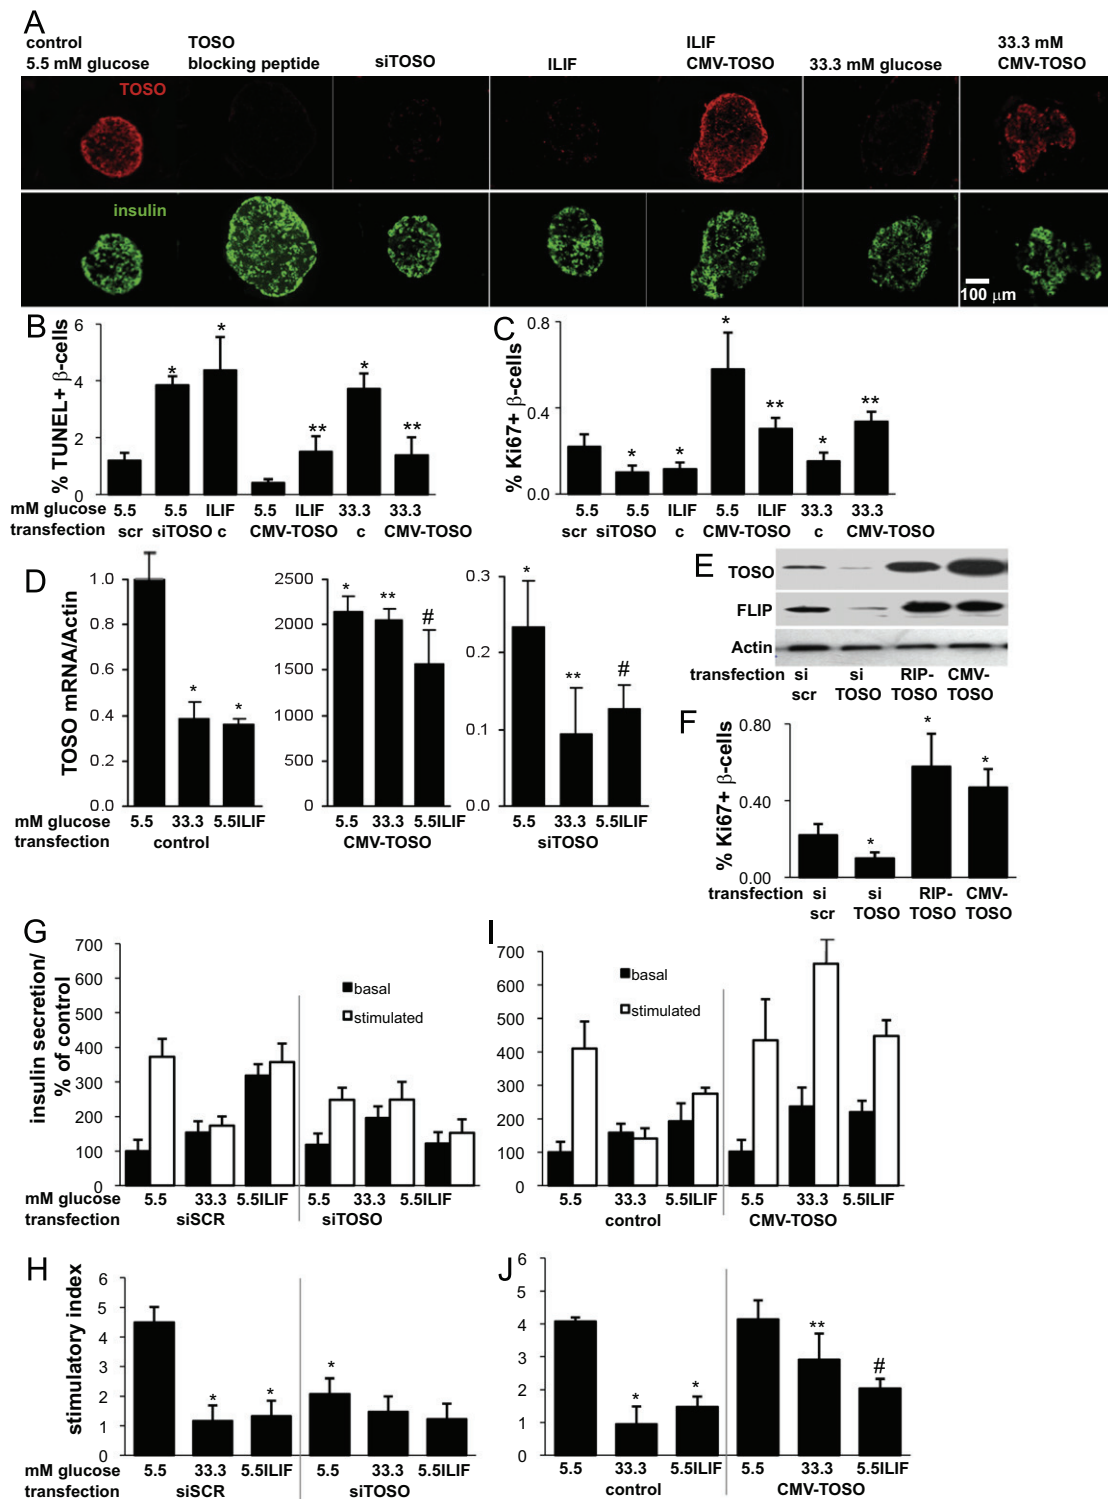 A
control
5.5 mM glucose
TOSO
blocking peptide
siTOSO
ILIF
ILIF
CMV-TOSO
33.3 mM glucose
33.3 mM
CMV-TOSO
TOSO
insulin
100 µm
B
% TUNEL+ β-cells
6
4
2
0
* * ** * **
mM glucose 5.5 5.5 ILIF 5.5 ILIF 33.3 33.3
transfection scr siTOSO c CMV-TOSO c CMV-TOSO
C
% Ki67+ β-cells
0.8
0.4
0.0
* * * ** * **
5.5 5.5 ILIF 5.5 ILIF 33.3 33.3
scr siTOSO c CMV-TOSO c CMV-TOSO
D
TOSO mRNA/Actin
1.0
0.8
0.6
0.4
0.2
0.0
* *
2500
2000
1500
1000
500
0
* ** #
0.3
0.2
0.1
0.0
* ** #
mM glucose 5.5 33.3 5.5ILIF 5.5 33.3 5.5ILIF 5.5 33.3 5.5ILIF
transfection control CMV-TOSO siTOSO
E
TOSO
FLIP
Actin
transfection si si RIP- CMV-
scr TOSO TOSO TOSO
F
% Ki67+ β-cells
0.80
0.40
0.00
* * *
transfection si si RIP- CMV-
scr TOSO TOSO TOSO
G
insulin secretion/
% of control
700
600
500
400
300
200
100
0
basal
stimulated
mM glucose 5.5 33.3 5.5ILIF 5.5 33.3 5.5ILIF
transfection siSCR siTOSO
I
700
600
500
400
300
200
100
0
basal
stimulated
5.5 33.3 5.5ILIF 5.5 33.3 5.5ILIF
control CMV-TOSO
H
stimulatory index
6
5
4
3
2
1
0
* * *
mM glucose 5.5 33.3 5.5ILIF 5.5 33.3 5.5ILIF
transfection siSCR siTOSO
J
6
5
4
3
2
1
0
* * ** #
5.5 33.3 5.5ILIF 5.5 33.3 5.5ILIF
control CMV-TOSO